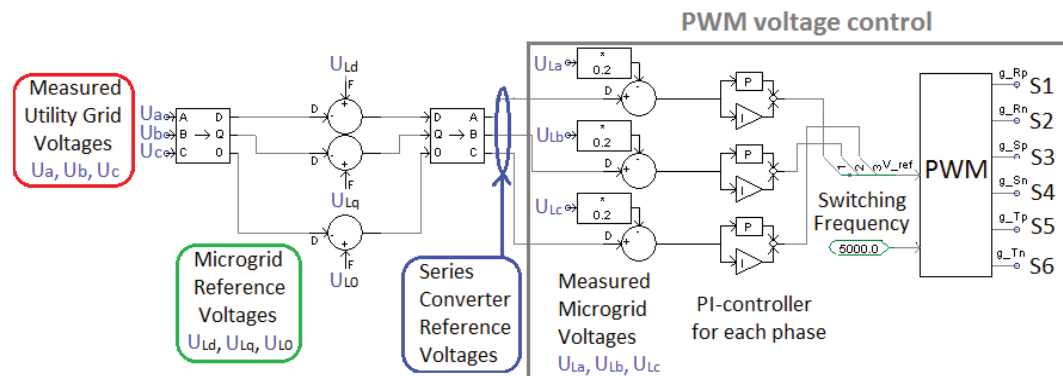 PWM voltage control
Measured
Utility Grid
Voltages
Ua, Ub, Uc
Ua
Ub
Uc
A
B
C
D
Q
O
ULd
F
D
-
+
+
-
F
ULq
D
-
+
F
UL0
Microgrid
Reference
Voltages
ULd, ULq, UL0
D
Q
O
A
B
C
Series
Converter
Reference
Voltages
ULa
*
0.2
D
+
-
ULb
*
0.2
D
+
-
ULc
*
0.2
D
+
-
Measured
Microgrid
Voltages
ULa, ULb, ULc
P
I
P
I
P
I
PI-controller
for each phase
1
2
3
V_ref
Switching
Frequency
5000.0
PWM
g_Rp
S1
g_Rn
S2
g_Sp
S3
g_Sn
S4
g_Tp
S5
g_Tn
S6